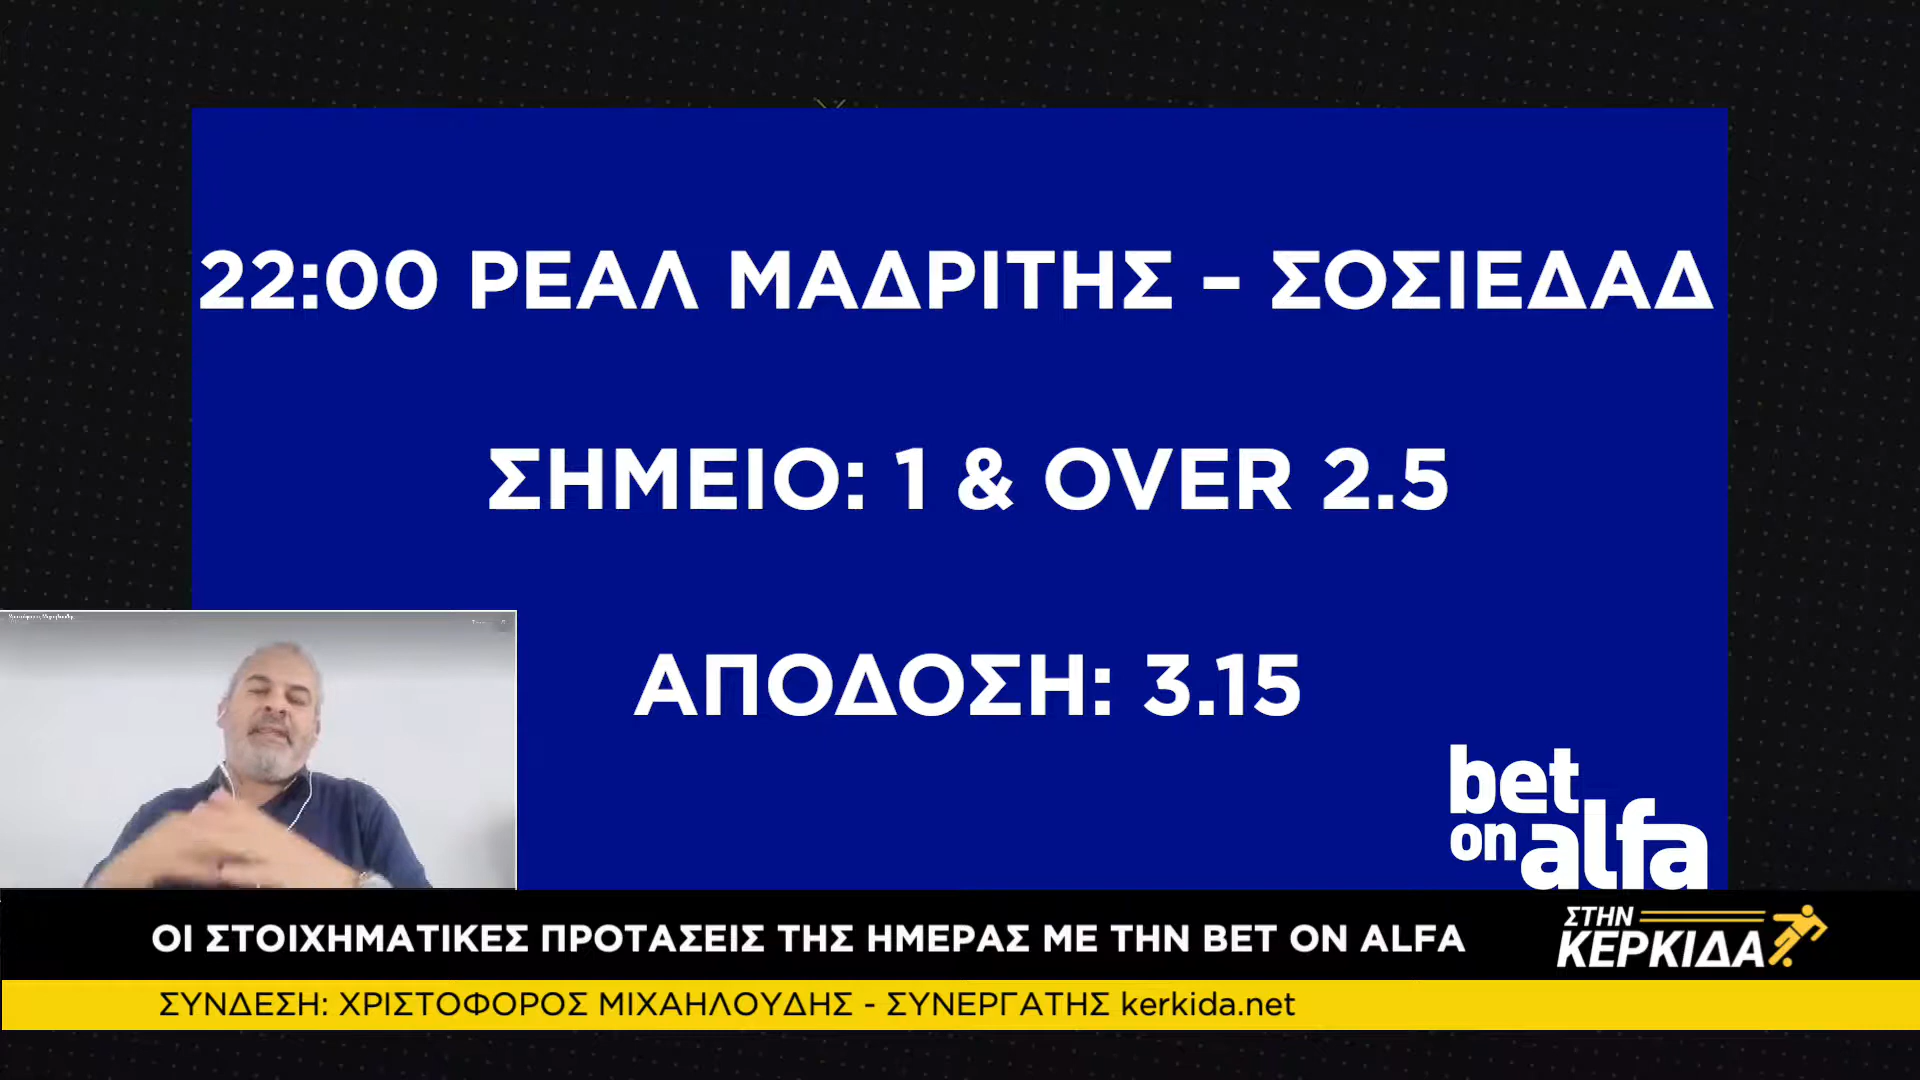 22:00 ΡΕΑΛ ΜΑΔΡΙΤΗΣ – ΣΟΣΙΕΔΑΔ
ΣΗΜΕΙΟ: 1 & OVER 2.5
ΑΠΟΔΟΣΗ: 3.15
bet
on alfa
ΟΙ ΣΤΟΙΧΗΜΑΤΙΚΕΣ ΠΡΟΤΑΣΕΙΣ ΤΗΣ ΗΜΕΡΑΣ ΜΕ ΤΗΝ BET ON ALFA
ΣΤΗΝ
ΚΕΡΚΙΔΑ
ΣΥΝΔΕΣΗ: ΧΡΙΣΤΟΦΟΡΟΣ ΜΙΧΑΗΛΟΥΔΗΣ - ΣΥΝΕΡΓΑΤΗΣ kerkida.net